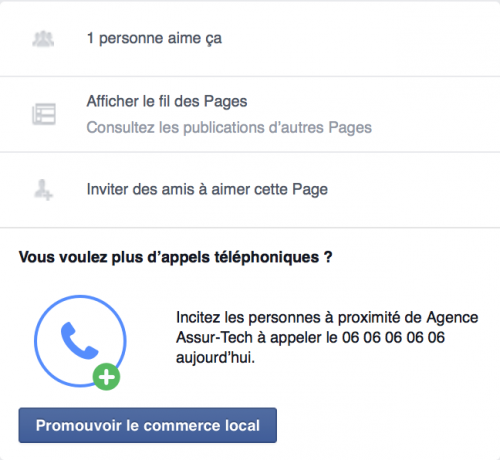 1 personne aime ça
Afficher le fil des Pages
Consultez les publications d'autres Pages
Inviter des amis à aimer cette Page
Vous voulez plus d'appels téléphoniques ?
Incitez les personnes à proximité de Agence
Assur-Tech à appeler le 06 06 06 06 06
aujourd'hui.
Promouvoir le commerce local